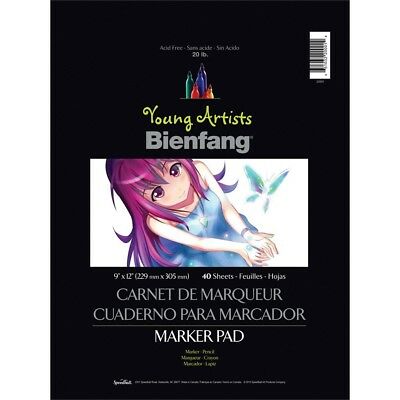 Acid Free - Sans acide - Sin Acido
20 lb.
Young Artists
Bienfang®
9" x 12" (229 mm x 305 mm) 40 Sheets - Feuilles - Hojas
CARNET DE MARQUEUR
CUADERNO PARA MARCADOR
MARKER PAD
Marker · Pencil
Marqueur · Crayon
Marcador · Lapiz
Speedball